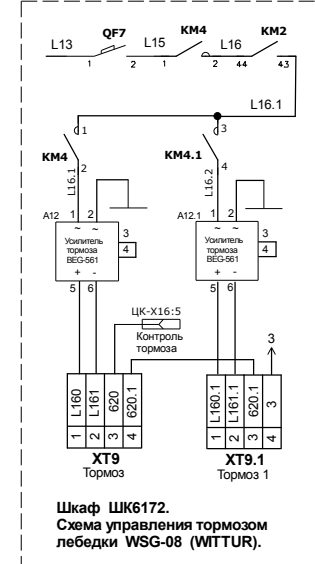 L13 QF7 L15 KM4 L16 KM2
1 2 1 2 44 43
L16.1
1 3
KM4 KM4.1
2 4
L16.1 L16.2
A12 1 2 A12.1 1 2
~ ~ ~ ~
Усилитель тормоза BEG-561
3
4
Усилитель тормоза BEG-561
3
4
+ - + -
5 6 5 6
ЦК-X16:5
Контроль
тормоза
3
L160 L161 620 620.1
1 2 3 4
L160.1 L161.1 620.1 3
1 2 3 4
XT9 XT9.1
Тормоз Тормоз 1
Шкаф ШК6172.
Схема управления тормозом
лебедки WSG-08 (WITTUR).